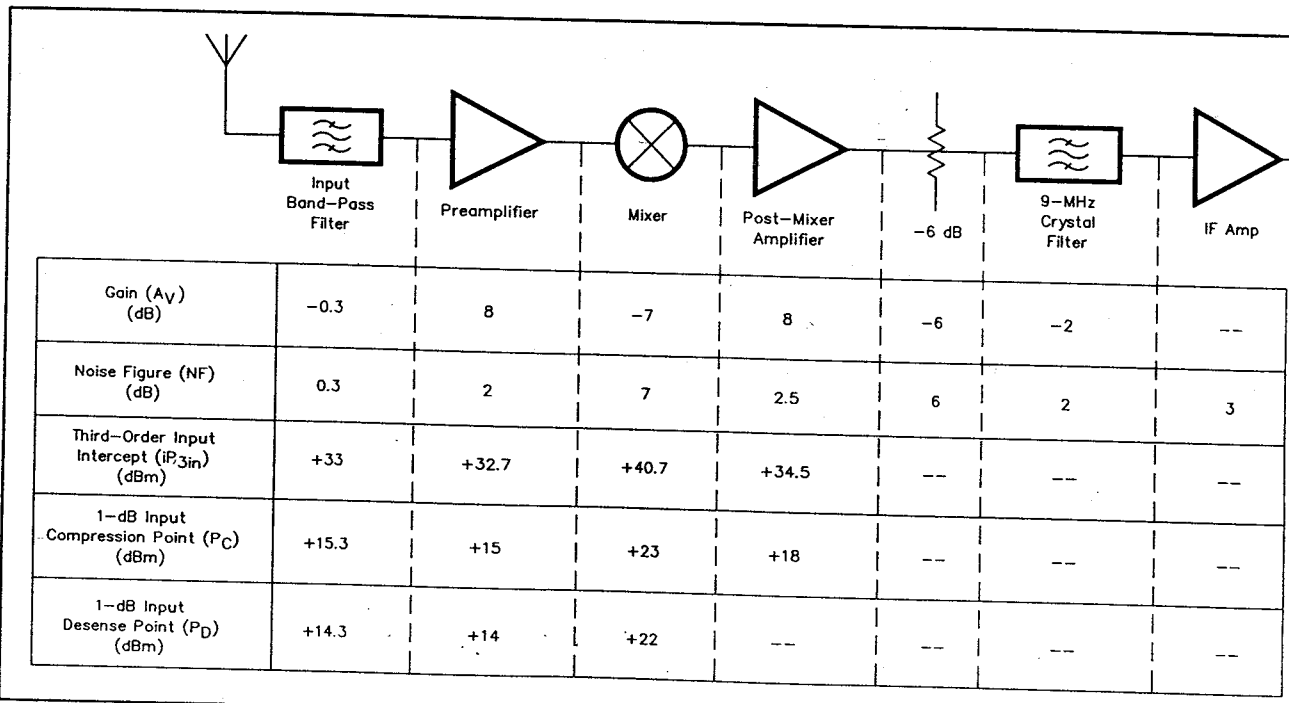 Input
Band-Pass
Filter
Preamplifier
Mixer
Post-Mixer
Amplifier
-6 dB
9-MHz
Crystal
Filter
IF Amp
Gain (AV)
(dB)
-0.3
8
-7
8
-6
-2
--
Noise Figure (NF)
(dB)
0.3
2
7
2.5
6
2
3
Third-Order Input
Intercept (iP3in)
(dBm)
+33
+32.7
+40.7
+34.5
--
--
--
1-dB Input
Compression Point (PC)
(dBm)
+15.3
+15
+23
+18
--
--
--
1-dB Input
Desense Point (PD)
(dBm)
+14.3
+14
+22
--
--
--
--